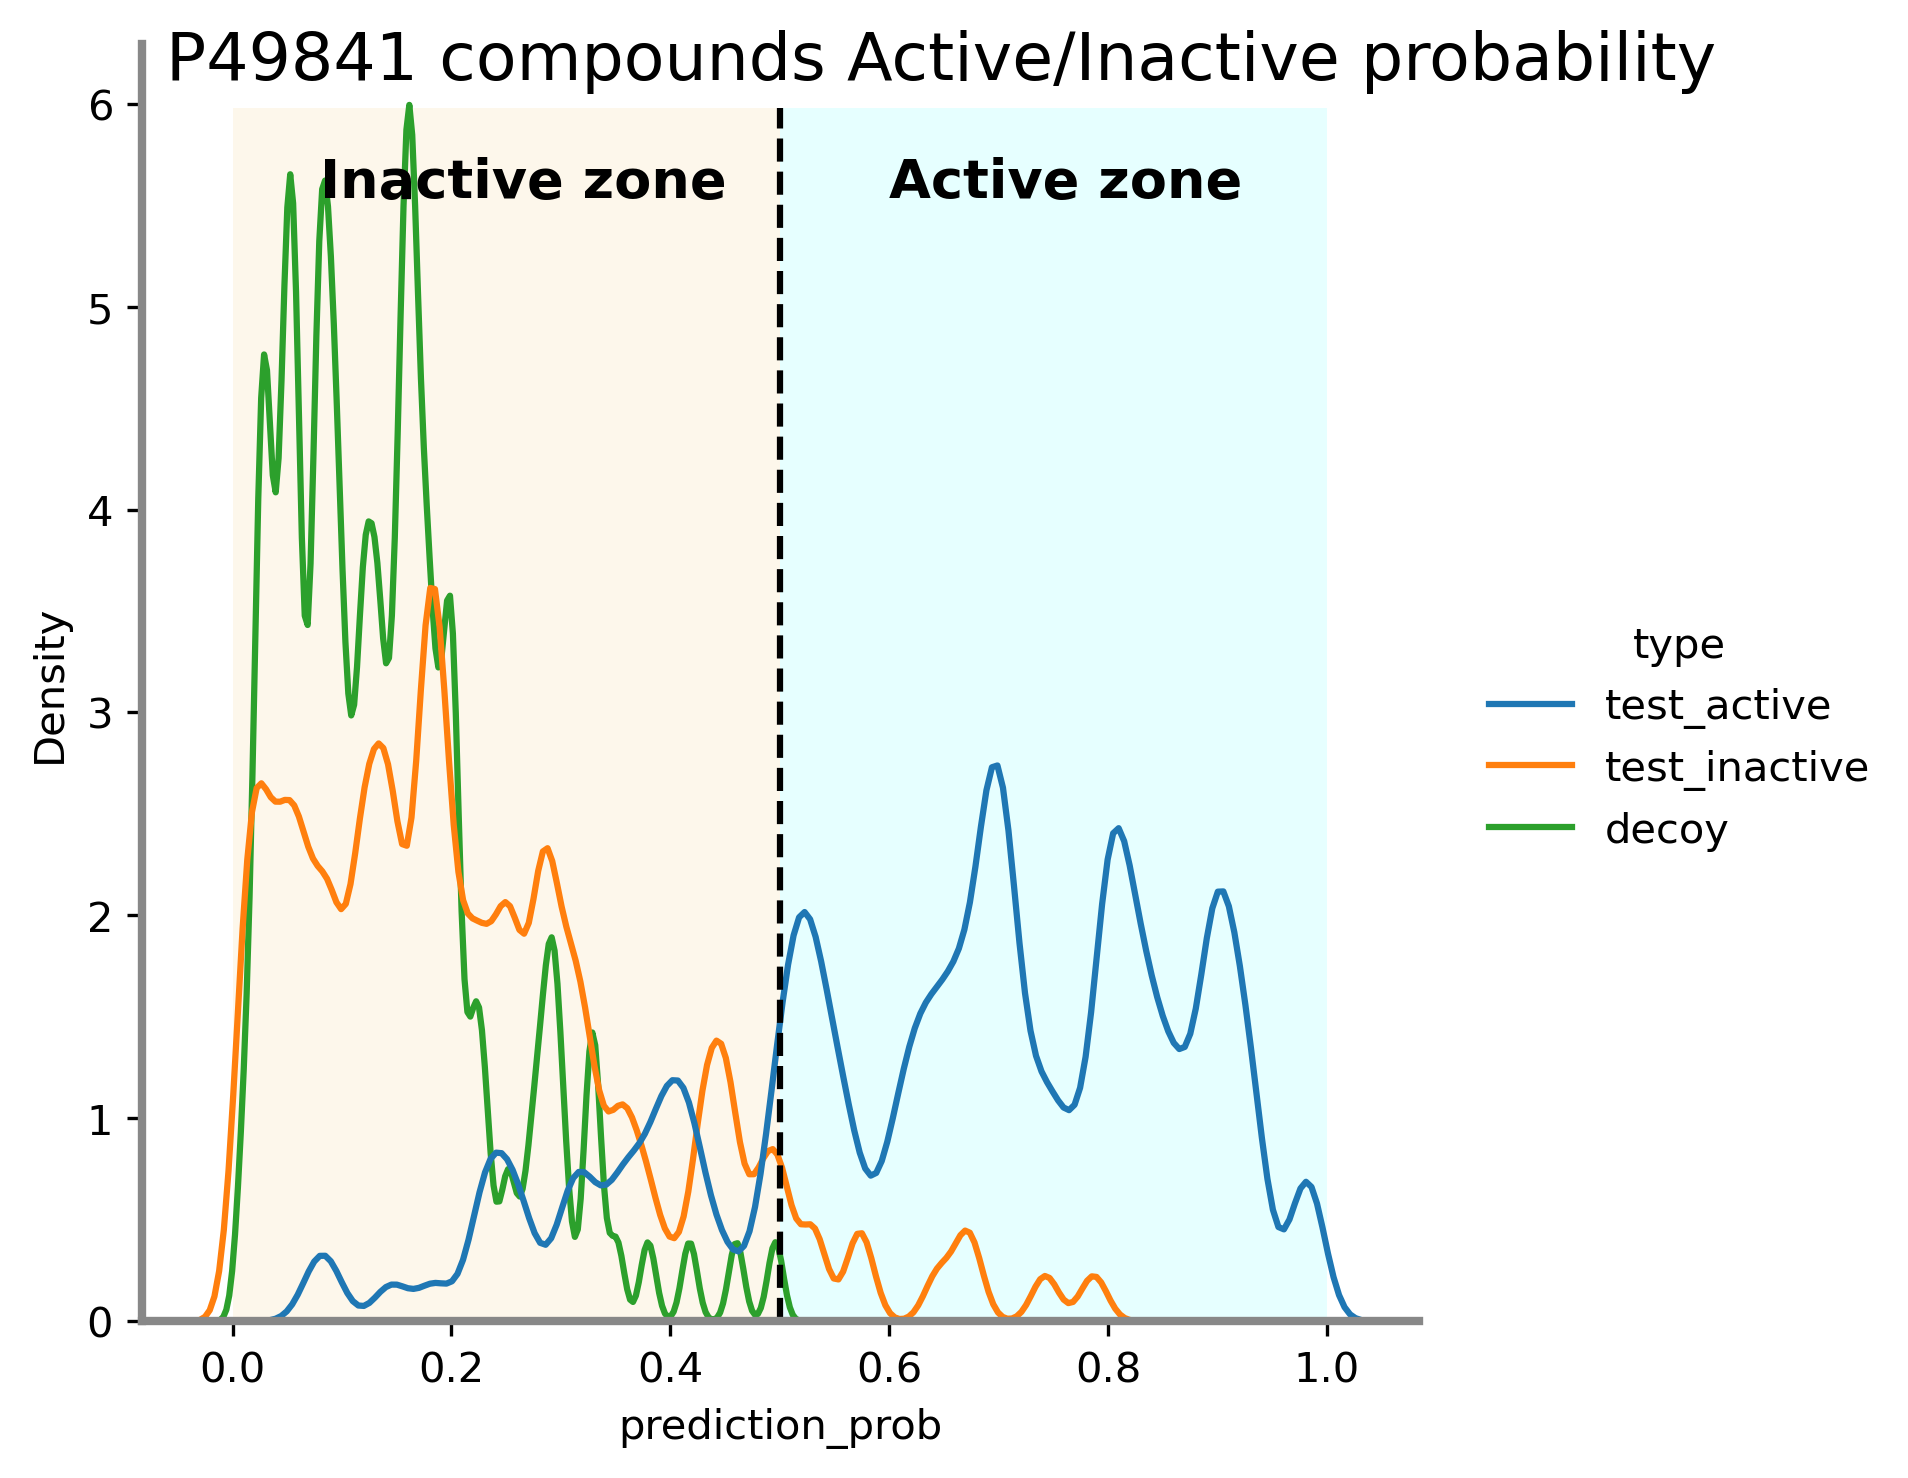 P49841 compounds Active/Inactive probability
Inactive zone
Active zone
Density
6
5
4
3
2
1
0
0.0
0.2
0.4
0.6
0.8
1.0
prediction_prob
type
test_active
test_inactive
decoy